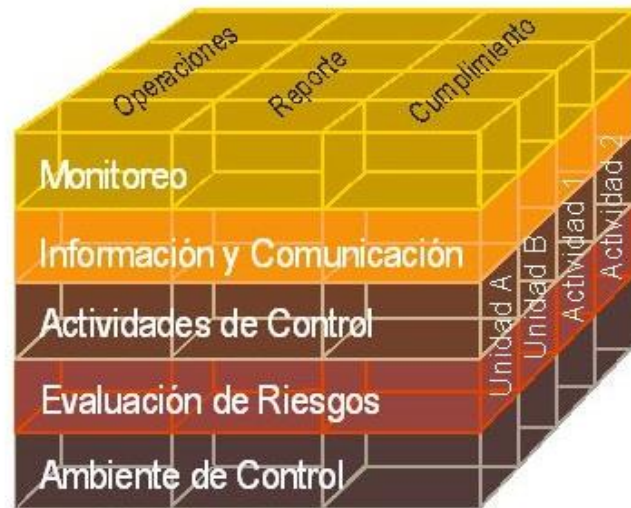 Operaciones
Reporte
Cumplimiento
Monitoreo
Información y Comunicación
Actividades de Control
Evaluación de Riesgos
Ambiente de Control
Unidad A
Unidad B
Actividad 1
Actividad 2